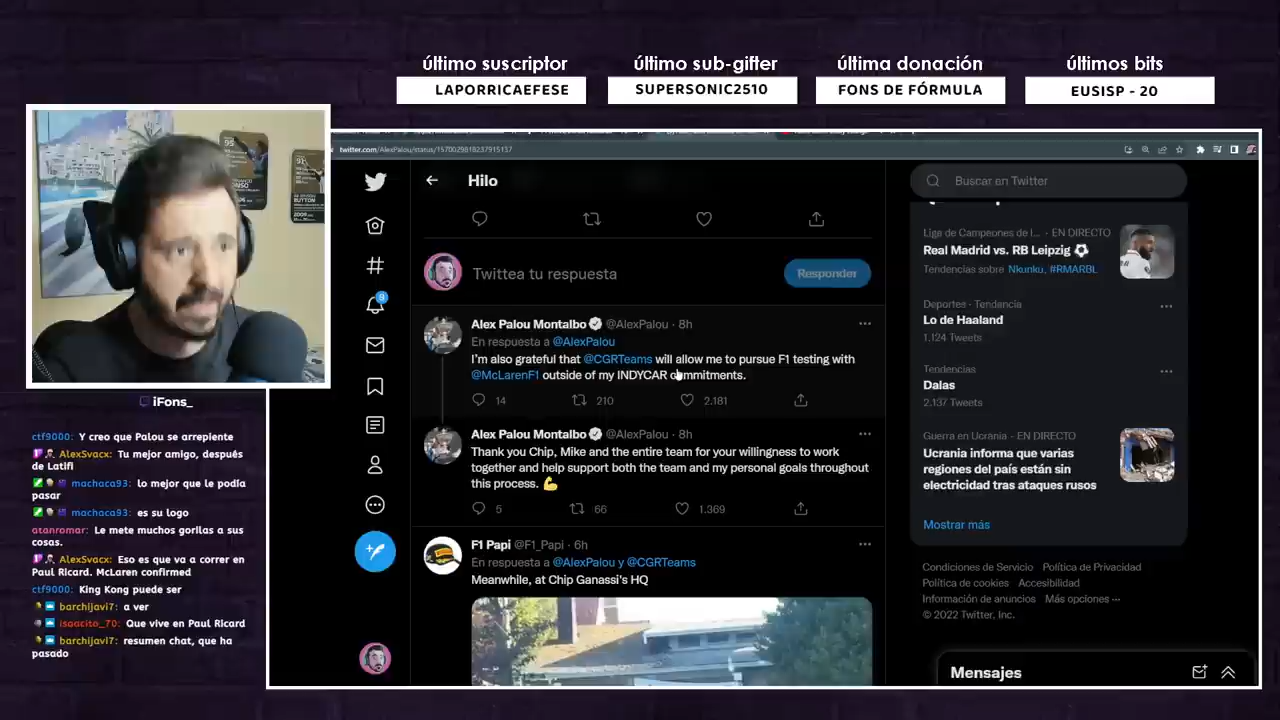 último suscriptor
LAPORRICAEFESE
último sub-gifter
SUPERSONIC2510
última donación
FONS DE FÓRMULA
últimos bits
EUSISP - 20
twitter.com/AlexPalou/status/1570029818237915137
Hilo
Buscar en Twitter
Twittea tu respuesta
Responder
Alex Palou Montalbo @AlexPalou · 8h
En respuesta a @AlexPalou
I'm also grateful that @CGRTeams will allow me to pursue F1 testing with
@McLarenF1 outside of my INDYCAR commitments.
14 210 2.181
Alex Palou Montalbo @AlexPalou · 8h
Thank you Chip, Mike and the entire team for your willingness to work
together and help support both the team and my personal goals throughout
this process. 💪
5 66 1.369
F1 Papi @F1_Papi · 6h
En respuesta a @AlexPalou y @CGRTeams
Meanwhile, at Chip Ganassi's HQ
Liga de Campeones de l... · EN DIRECTO
Real Madrid vs. RB Leipzig ⚽
Tendencias sobre Nkunku, #RMARBL
Deportes · Tendencia
Lo de Haaland
1.124 Tweets
Tendencias
Dalas
2.137 Tweets
Guerra en Ucrania · EN DIRECTO
Ucrania informa que varias
regiones del país están sin
electricidad tras ataques rusos
Mostrar más
Condiciones de Servicio Política de Privacidad
Política de cookies Accesibilidad
Información de anuncios Más opciones ···
© 2022 Twitter, Inc.
Mensajes
9
iFons_
ctf9000: Y creo que Palou se arrepiente
AlexSvacx: Tu mejor amigo, después
de Latifi
machaca93: lo mejor que le podía
pasar
machaca93: es su logo
atanromar: Le mete muchos gorilas a sus
cosas.
AlexSvacx: Eso es que va a correr en
Paul Ricard. McLaren confirmed
ctf9000: King Kong puede ser
barchijavi7: a ver
isaacito_70: Que vive en Paul Ricard
barchijavi7: resumen chat, que ha
pasado